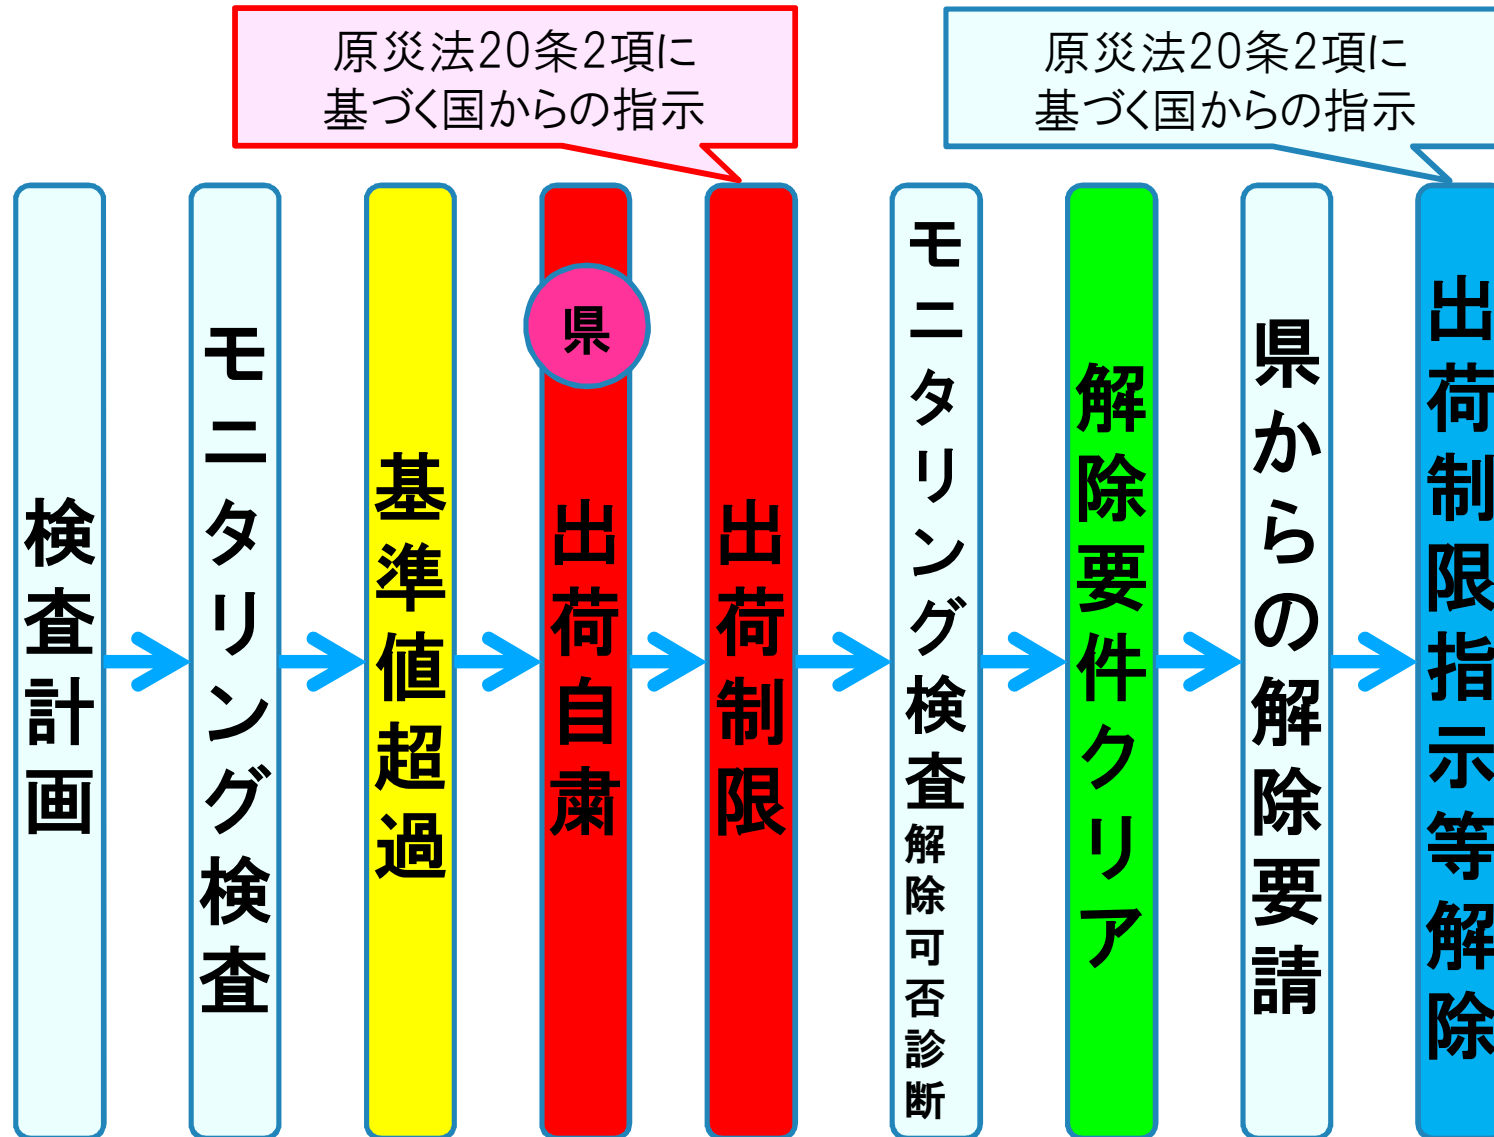 原災法20条2項に
基づく国からの指示
原災法20条2項に
基づく国からの指示
検査計画
モニタリング検査
基準値超過
県
出荷自粛
出荷制限
モニタリング検査解除可否診断
解除要件クリア
県からの解除要請
出荷制限指示等解除